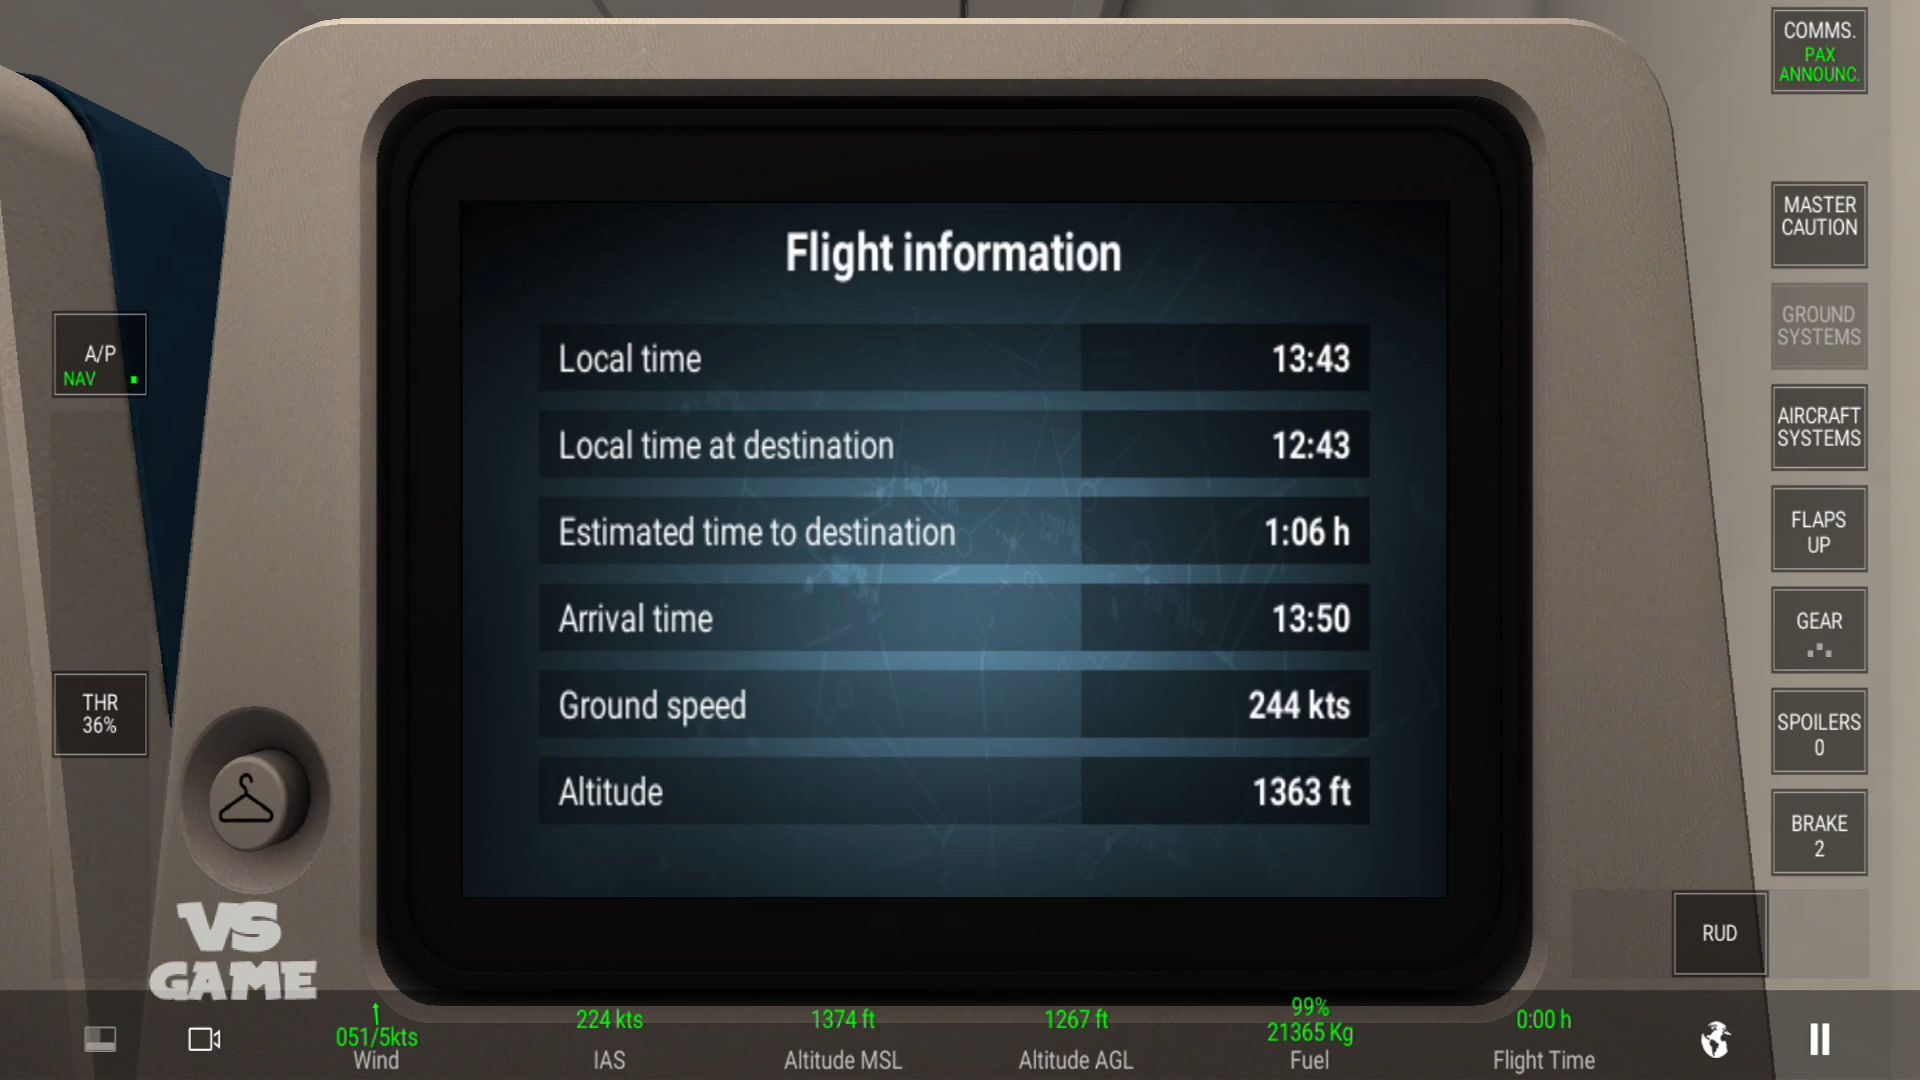 COMMS.
PAX
ANNOUNC.
MASTER
CAUTION
GROUND
SYSTEMS
AIRCRAFT
SYSTEMS
FLAPS
UP
GEAR
SPOILERS
0
BRAKE
2
RUD
A/P
NAV
THR
36%
Flight information
Local time 13:43
Local time at destination 12:43
Estimated time to destination 1:06 h
Arrival time 13:50
Ground speed 244 kts
Altitude 1363 ft
VS
GAME
051/5kts
Wind
224 kts
IAS
1374 ft
Altitude MSL
1267 ft
Altitude AGL
99%
21365 Kg
Fuel
0:00 h
Flight Time